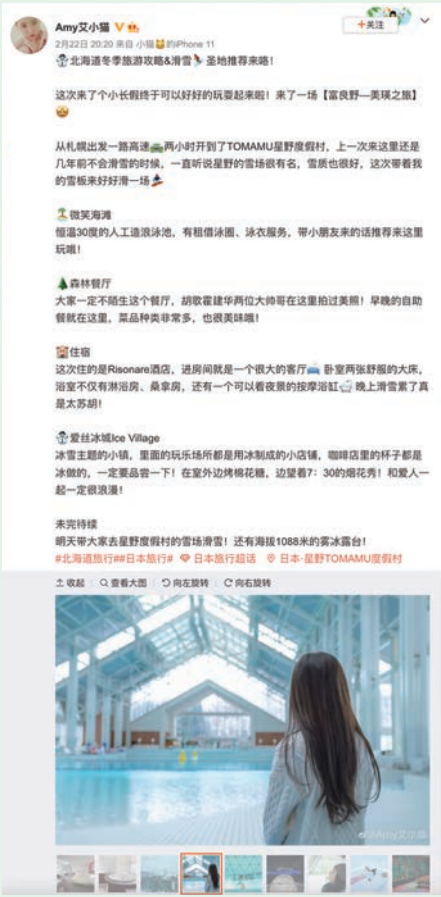 Amy艾小猫
2月22日 20:20 来自 小猫🐱的iPhone 11
+关注
⛄北海道冬季旅游攻略&滑雪⛷圣地推荐来咯!
这次来了个小长假终于可以好好的玩耍起来啦!来了一场【富良野—美瑛之旅】
🤩
从札幌出发一路高速🚙两小时开到了TOMAMU星野度假村,上一次来这里还是
几年前不会滑雪的时候,一直听说星野的雪场很有名,雪质也很好,这次带着我
的雪板来好好滑一场🏂
🏝微笑海滩
恒温30度的人工造浪泳池,有租借泳圈、泳衣服务,带小朋友来的话推荐来这里
玩哦!
🌲森林餐厅
大家一定不陌生这个餐厅,胡歌霍建华两位大帅哥在这里拍过美照!早晚的自助
餐就在这里,菜品种类非常多,也很美味哦!
🏩住宿
这次住的是Risonare酒店,进房间就是一个很大的客厅🛋 卧室两张舒服的大床,
浴室不仅有淋浴房、桑拿房,还有一个可以看夜景的按摩浴缸🛁 晚上滑雪累了真
是太苏胡!
⛄爱丝冰城Ice Village
冰雪主题的小镇,里面的玩乐场所都是用冰制成的小店铺,咖啡店里的杯子都是
冰做的,一定要品尝一下!在室外边烤棉花糖,边望着7:30的烟花秀!和爱人一
起一定很浪漫!
未完待续
明天带大家去星野度假村的雪场滑雪!还有海拔1088米的雾冰露台!
#北海道旅行##日本旅行# 日本旅行超话 日本·星野TOMAMU度假村
收起 查看大图 向左旋转 向右旋转
@Amy艾小猫